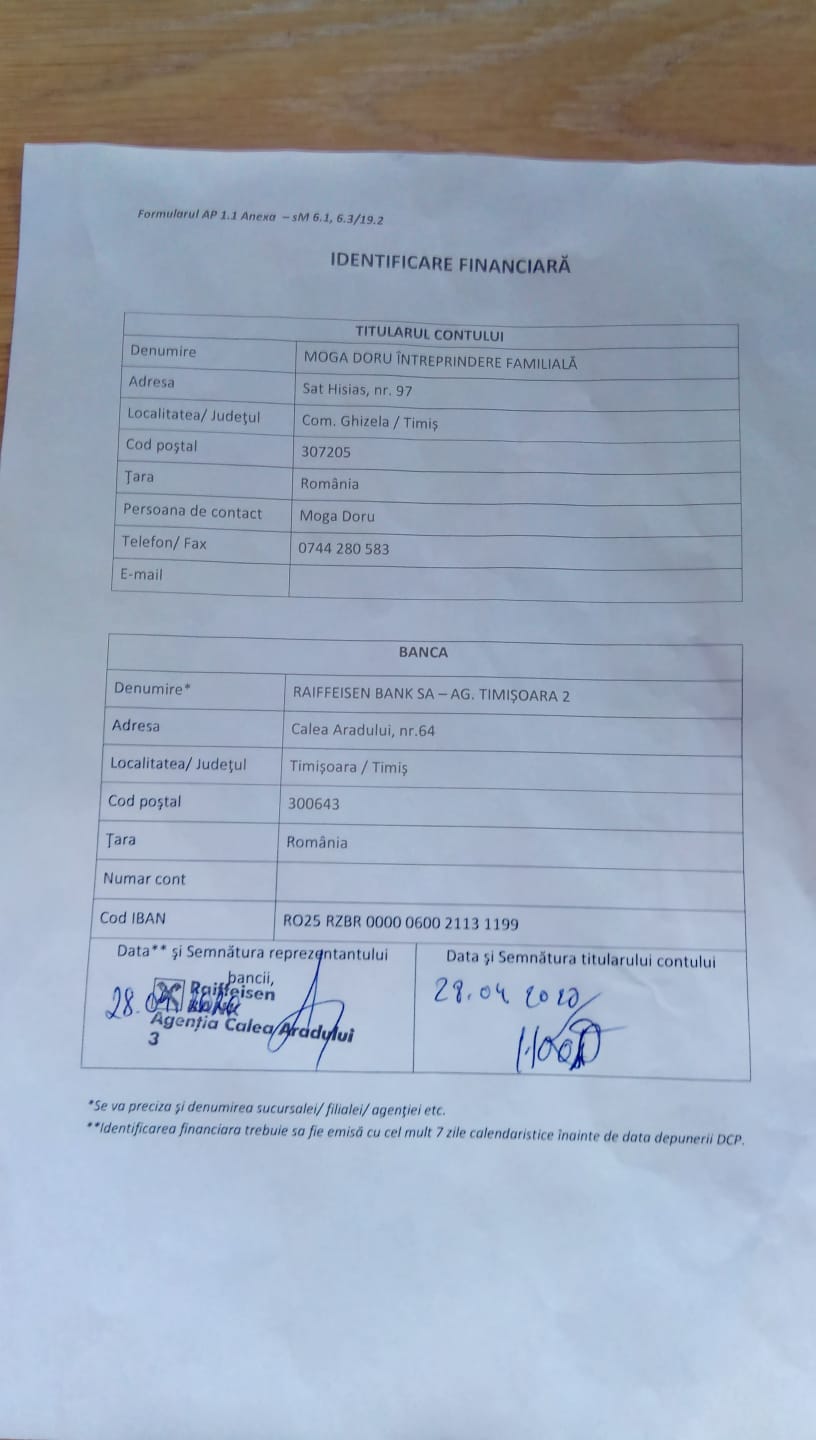 Formularul AP 1.1 Anexa – sM 6.1, 6.3/19.2
IDENTIFICARE FINANCIARĂ
TITULARUL CONTULUI
Denumire MOGA DORU ÎNTREPRINDERE FAMILIALĂ
Adresa Sat Hisias, nr. 97
Localitatea/ Judeţul Com. Ghizela / Timiș
Cod poştal 307205
Ţara România
Persoana de contact Moga Doru
Telefon/ Fax 0744 280 583
E-mail
BANCA
Denumire* RAIFFEISEN BANK SA – AG. TIMIȘOARA 2
Adresa Calea Aradului, nr.64
Localitatea/ Judeţul Timișoara / Timiș
Cod poştal 300643
Ţara România
Numar cont
Cod IBAN RO25 RZBR 0000 0600 2113 1199
Data** şi Semnătura reprezentantului
bancii,
Raiffeisen
28.04 2020 BANK
Agenția Calea Aradului
3
Data şi Semnătura titularului contului
28.04 2020
*Se va preciza şi denumirea sucursalei/ filialei/ agenţiei etc.
**Identificarea financiara trebuie sa fie emisă cu cel mult 7 zile calendaristice înainte de data depunerii DCP.